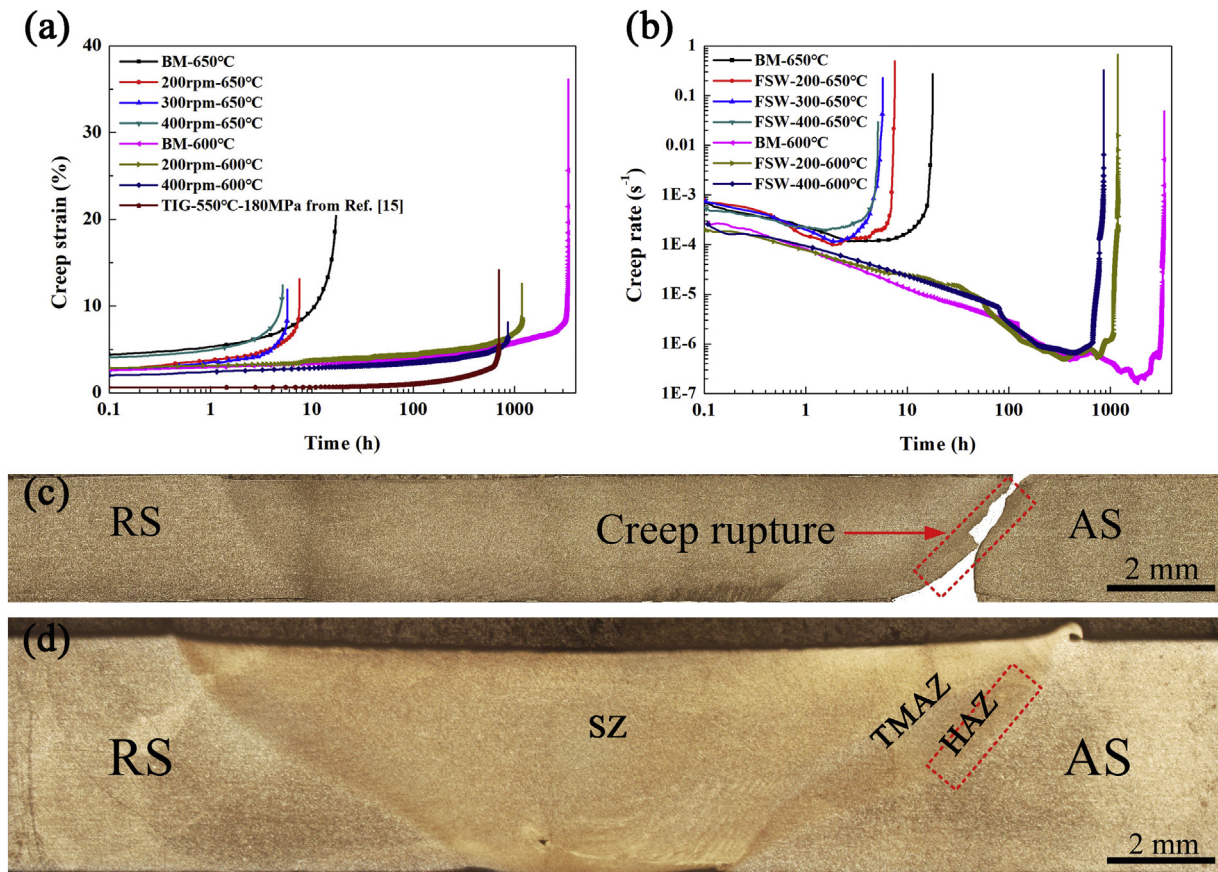 (a)
40
30
20
10
0
0.1
1
10
100
1000
Creep strain (%)
Time (h)
BM-650℃
200rpm-650℃
300rpm-650℃
400rpm-650℃
BM-600℃
200rpm-600℃
400rpm-600℃
TIG-550℃-180MPa from Ref. [15]
(b)
1
0.1
0.01
1E-3
1E-4
1E-5
1E-6
1E-7
0.1
1
10
100
1000
Creep rate (s⁻¹)
Time (h)
BM-650℃
FSW-200-650℃
FSW-300-650℃
FSW-400-650℃
BM-600℃
FSW-200-600℃
FSW-400-600℃
(c)
RS
Creep rupture
AS
2 mm
(d)
RS
SZ
TMAZ
HAZ
AS
2 mm